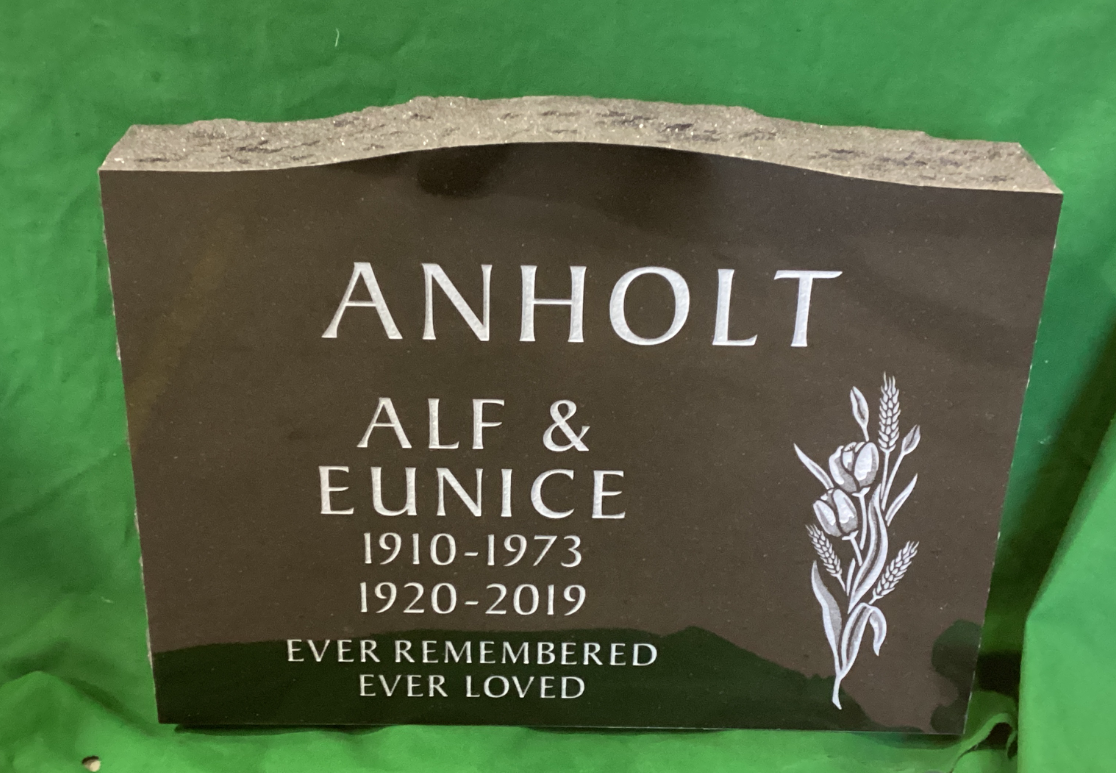 ANHOLT
ALF &
EUNICE
1910-1973
1920-2019
EVER REMEMBERED
EVER LOVED